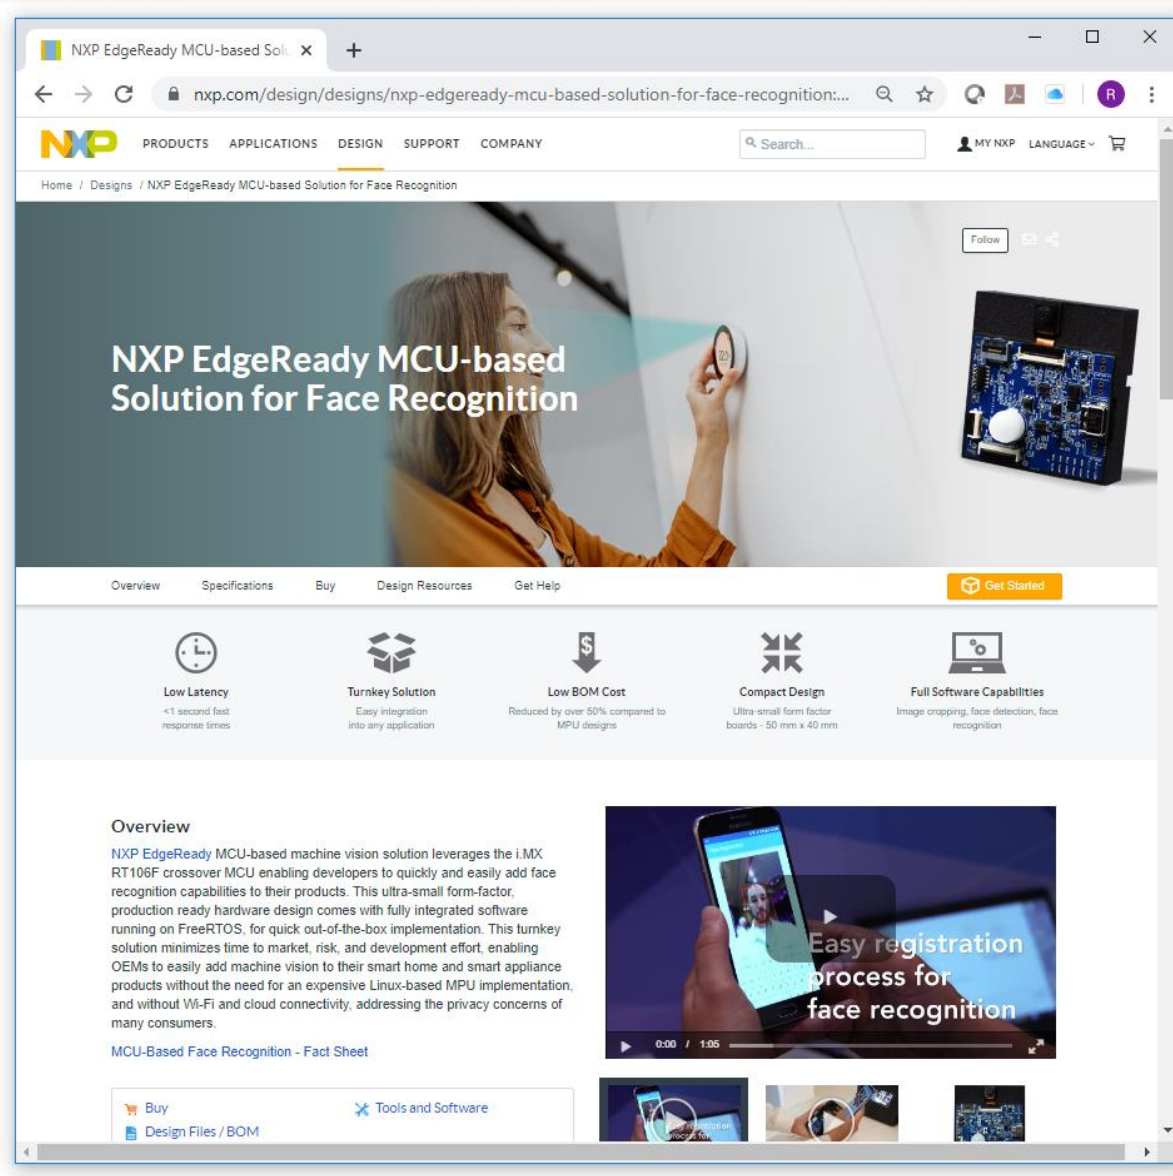 NXP EdgeReady MCU-based Sol
nxp.com/design/designs/nxp-edgeready-mcu-based-solution-for-face-recognition:...
R
NXP
PRODUCTS APPLICATIONS DESIGN SUPPORT COMPANY
Search...
MY NXP LANGUAGE
Home / Designs / NXP EdgeReady MCU-based Solution for Face Recognition
Follow
NXP EdgeReady MCU-based
Solution for Face Recognition
Overview Specifications Buy Design Resources Get Help
Get Started
Low Latency
<1 second fast
response times
Turnkey Solution
Easy integration
into any application
$
Low BOM Cost
Reduced by over 50% compared to
MPU designs
Compact Design
Ultra-small form factor
boards - 50 mm x 40 mm
Full Software Capabilities
Image cropping, face detection, face
recognition
Overview
NXP EdgeReady MCU-based machine vision solution leverages the i.MX
RT106F crossover MCU enabling developers to quickly and easily add face
recognition capabilities to their products. This ultra-small form-factor,
production ready hardware design comes with fully integrated software
running on FreeRTOS, for quick out-of-the-box implementation. This turnkey
solution minimizes time to market, risk, and development effort, enabling
OEMs to easily add machine vision to their smart home and smart appliance
products without the need for an expensive Linux-based MPU implementation,
and without Wi-Fi and cloud connectivity, addressing the privacy concerns of
many consumers.
MCU-Based Face Recognition - Fact Sheet
Easy registration
process for
face recognition
0:00 / 1:05
Buy
Tools and Software
Design Files / BOM
Easy registration
process for